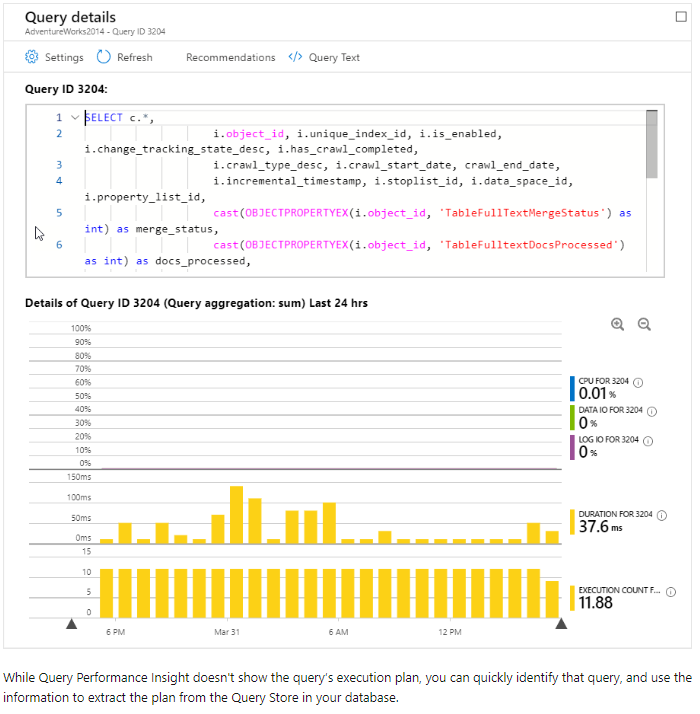 Query details
AdventureWorks2014 - Query ID 3204
Settings Refresh Recommendations </> Query Text
Query ID 3204:
1 SELECT c.*,
2 i.object_id, i.unique_index_id, i.is_enabled,
i.change_tracking_state_desc, i.has_crawl_completed,
3 i.crawl_type_desc, i.crawl_start_date, crawl_end_date,
4 i.incremental_timestamp, i.stoplist_id, i.data_space_id,
i.property_list_id,
5 cast(OBJECTPROPERTYEX(i.object_id, 'TableFullTextMergeStatus') as
int) as merge_status,
6 cast(OBJECTPROPERTYEX(i.object_id, 'TableFulltextDocsProcessed')
as int) as docs_processed,
Details of Query ID 3204 (Query aggregation: sum) Last 24 hrs
100%
90%
80%
70%
60%
50%
40%
30%
20%
10%
0%
CPU FOR 3204
0.01 %
DATA IO FOR 3204
0 %
LOG IO FOR 3204
0 %
150ms
100ms
50ms
0ms
DURATION FOR 3204
37.6 ms
15
10
5
0
EXECUTION COUNT F...
11.88
6 PM Mar 31 6 AM 12 PM
While Query Performance Insight doesn't show the query's execution plan, you can quickly identify that query, and use the
information to extract the plan from the Query Store in your database.